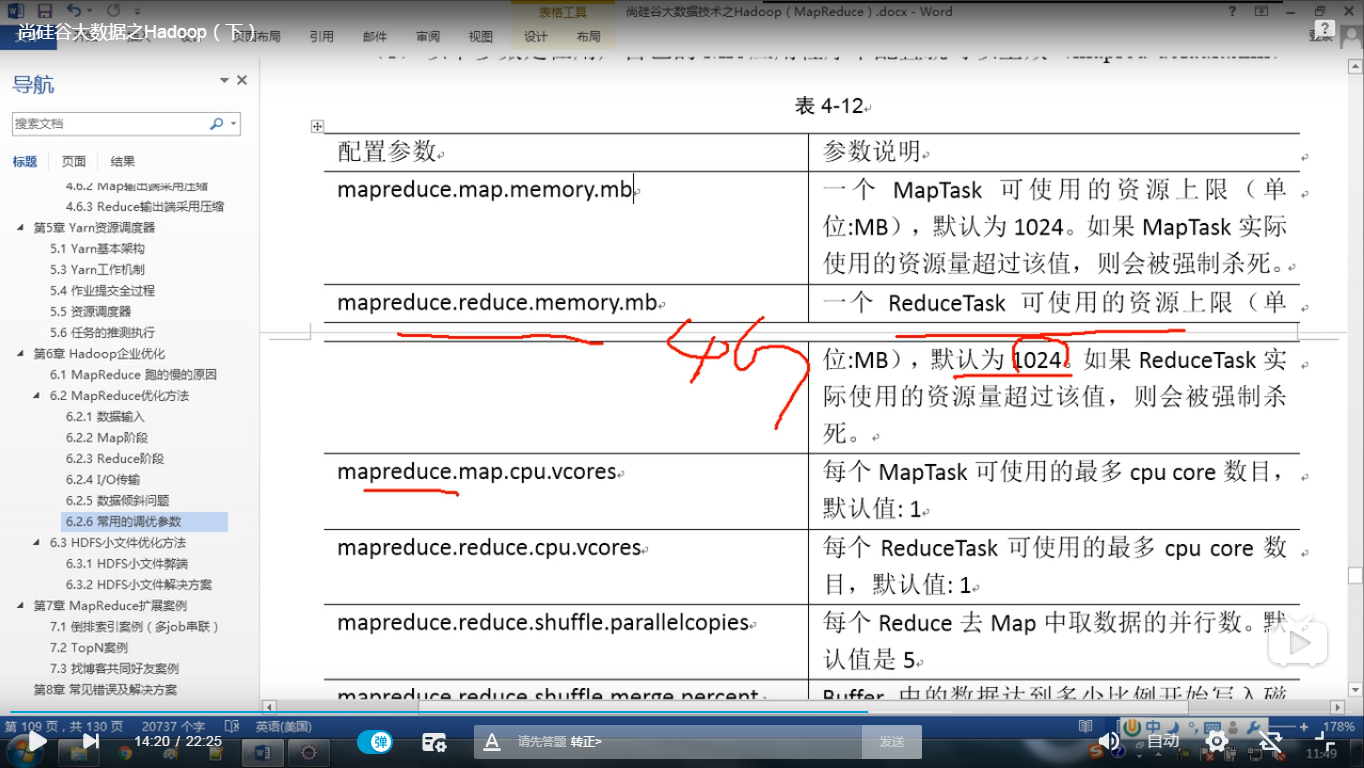 表格工具
尚硅谷大数据技术之Hadoop（MapReduce）.docx - Word
尚硅谷大数据之Hadoop（下）
页面布局
引用
邮件
审阅
视图
设计
布局
登录
导航
搜索文档
标题
页面
结果
4.6.2 Map输出端采用压缩
4.6.3 Reduce输出端采用压缩
第5章 Yarn资源调度器
5.1 Yarn基本架构
5.3 Yarn工作机制
5.4 作业提交全过程
5.5 资源调度器
5.6 任务的推测执行
第6章 Hadoop企业优化
6.1 MapReduce 跑的慢的原因
6.2 MapReduce优化方法
6.2.1 数据输入
6.2.2 Map阶段
6.2.3 Reduce阶段
6.2.4 I/O传输
6.2.5 数据倾斜问题
6.2.6 常用的调优参数
6.3 HDFS小文件优化方法
6.3.1 HDFS小文件弊端
6.3.2 HDFS小文件解决方案
第7章 MapReduce扩展案例
7.1 倒排索引案例（多job串联）
7.2 TopN案例
7.3 找博客共同好友案例
第8章 常见错误及解决方案
表 4-12
配置参数
参数说明
mapreduce.map.memory.mb
一个 MapTask 可使用的资源上限（单
位:MB），默认为 1024。如果 MapTask 实际
使用的资源量超过该值，则会被强制杀死。
mapreduce.reduce.memory.mb
一个 ReduceTask 可使用的资源上限（单
位:MB），默认为 1024。如果 ReduceTask 实
际使用的资源量超过该值，则会被强制杀
死。
4G
mapreduce.map.cpu.vcores
每个 MapTask 可使用的最多 cpu core 数目，
默认值: 1
mapreduce.reduce.cpu.vcores
每个 ReduceTask 可使用的最多 cpu core 数
目，默认值: 1
mapreduce.reduce.shuffle.parallelcopies
每个 Reduce 去 Map 中取数据的并行数。默
认值是 5
mapreduce.reduce.shuffle.merge.percent
Buffer 中的数据达到多少比例开始写入磁
第 109 页，共 130 页
20737 个字
英语(美国)
178%
14:20 / 22:25
弹
请先答题 转正>
发送
自动
中
11:49